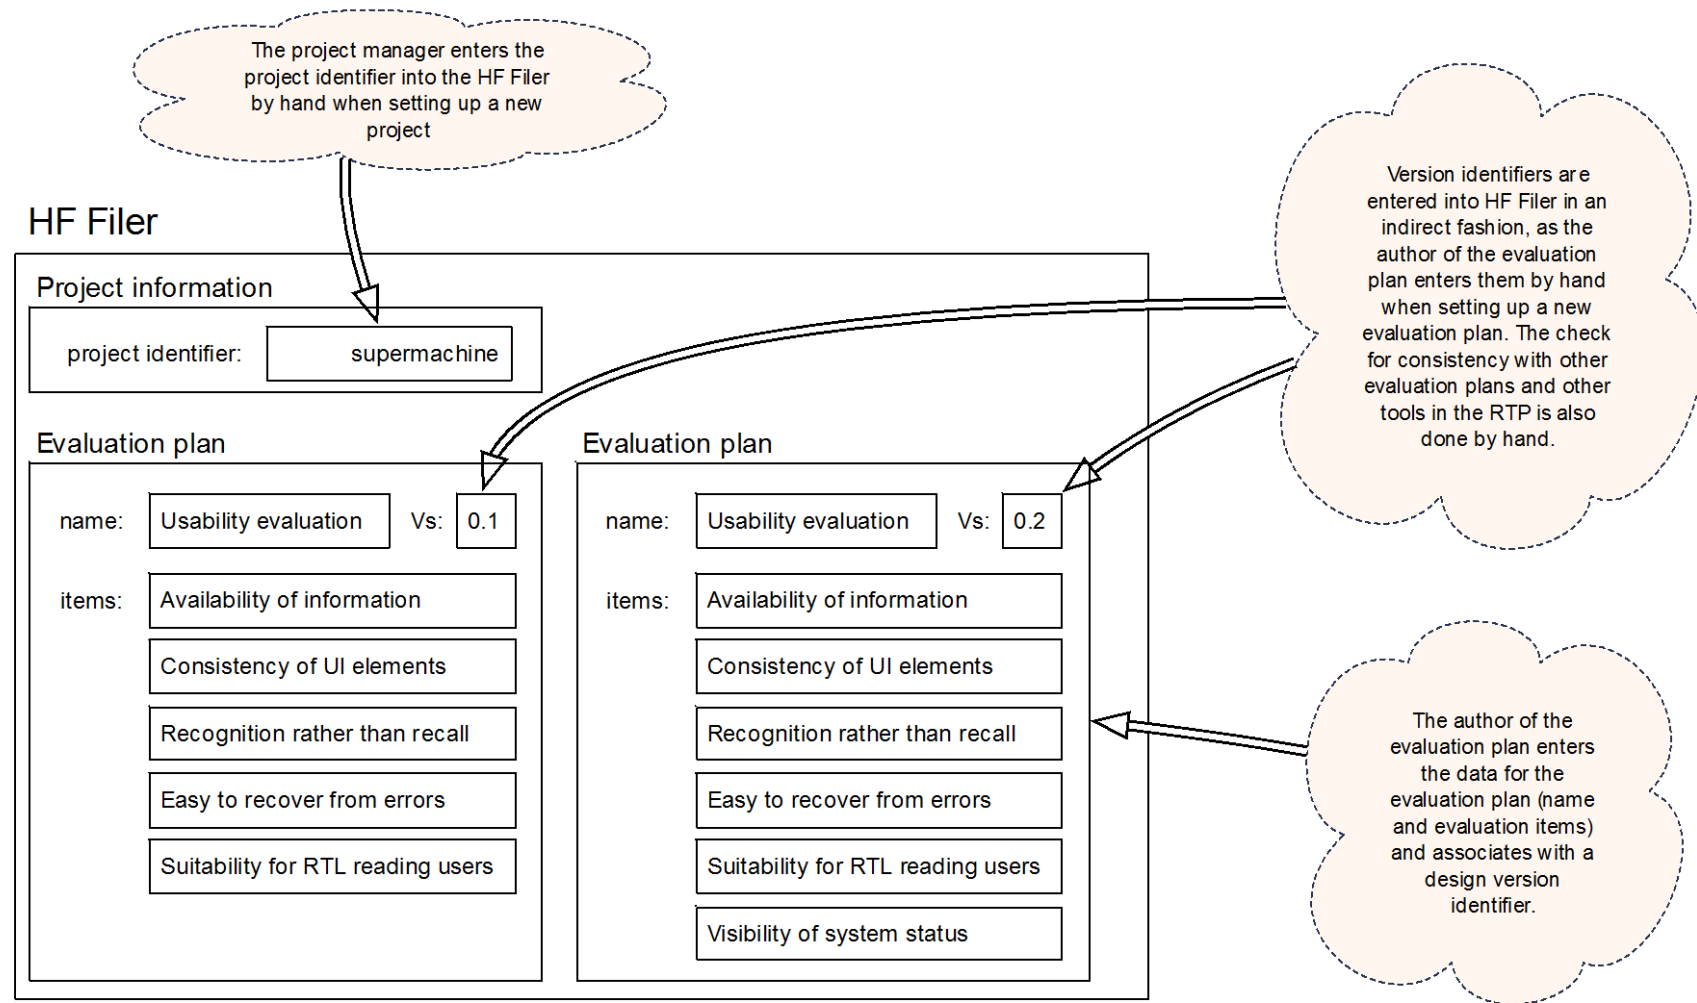 The project manager enters the
project identifier into the HF Filer
by hand when setting up a new
project
HF Filer
Project information
project identifier:
supermachine
Evaluation plan
name:
Usability evaluation
Vs:
0.1
items:
Availability of information
Consistency of UI elements
Recognition rather than recall
Easy to recover from errors
Suitability for RTL reading users
Evaluation plan
name:
Usability evaluation
Vs:
0.2
items:
Availability of information
Consistency of UI elements
Recognition rather than recall
Easy to recover from errors
Suitability for RTL reading users
Visibility of system status
Version identifiers are
entered into HF Filer in an
indirect fashion, as the
author of the evaluation
plan enters them by hand
when setting up a new
evaluation plan. The check
for consistency with other
evaluation plans and other
tools in the RTP is also
done by hand.
The author of the
evaluation plan enters
the data for the
evaluation plan (name
and evaluation items)
and associates with a
design version
identifier.